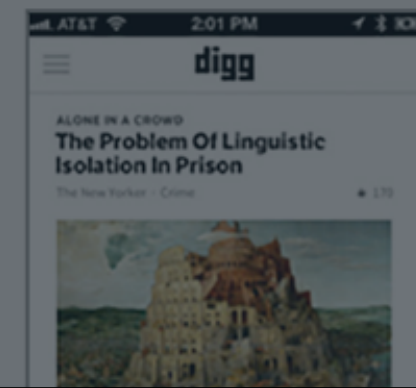 AT&T 2:01 PM
digg
ALONE IN A CROWD
The Problem Of Linguistic
Isolation In Prison
The New Yorker · Crime 170